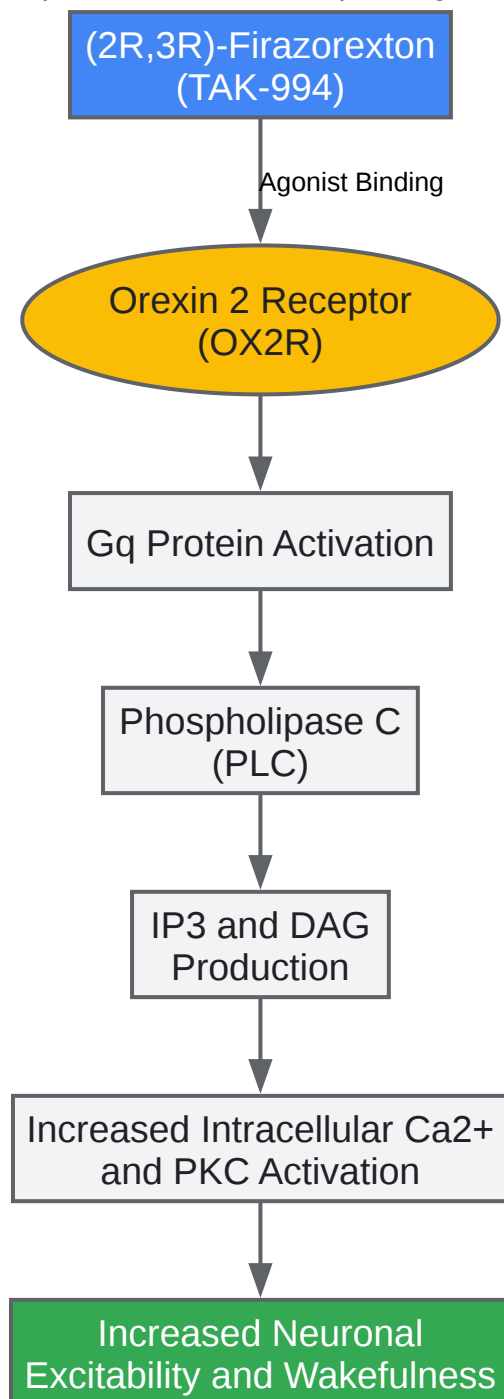 (2R,3R)-Firazorexton
(TAK-994)
Agonist Binding
Orexin 2 Receptor
(OX2R)
Gq Protein Activation
Phospholipase C
(PLC)
IP3 and DAG
Production
Increased Intracellular Ca2+
and PKC Activation
Increased Neuronal
Excitability and Wakefulness